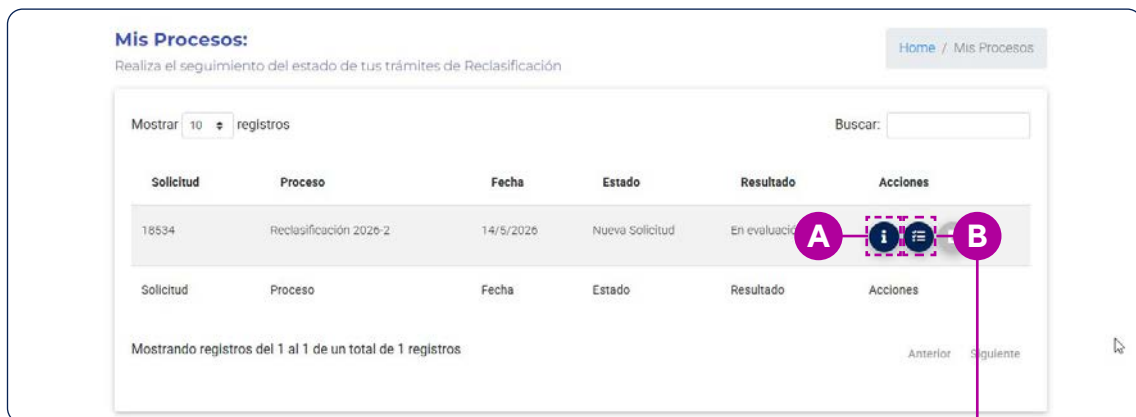 Mis Procesos:
Home / Mis Procesos
Realiza el seguimiento del estado de tus trámites de Reclasificación
Mostrar 10 registros
Buscar:
Solicitud Proceso Fecha Estado Resultado Acciones
18534 Reclasificación 2026-2 14/5/2026 Nueva Solicitud En A B
Solicitud Proceso Fecha Estado Resultado Acciones
Mostrando registros del 1 al 1 de un total de 1 registros
Anterior Siguiente